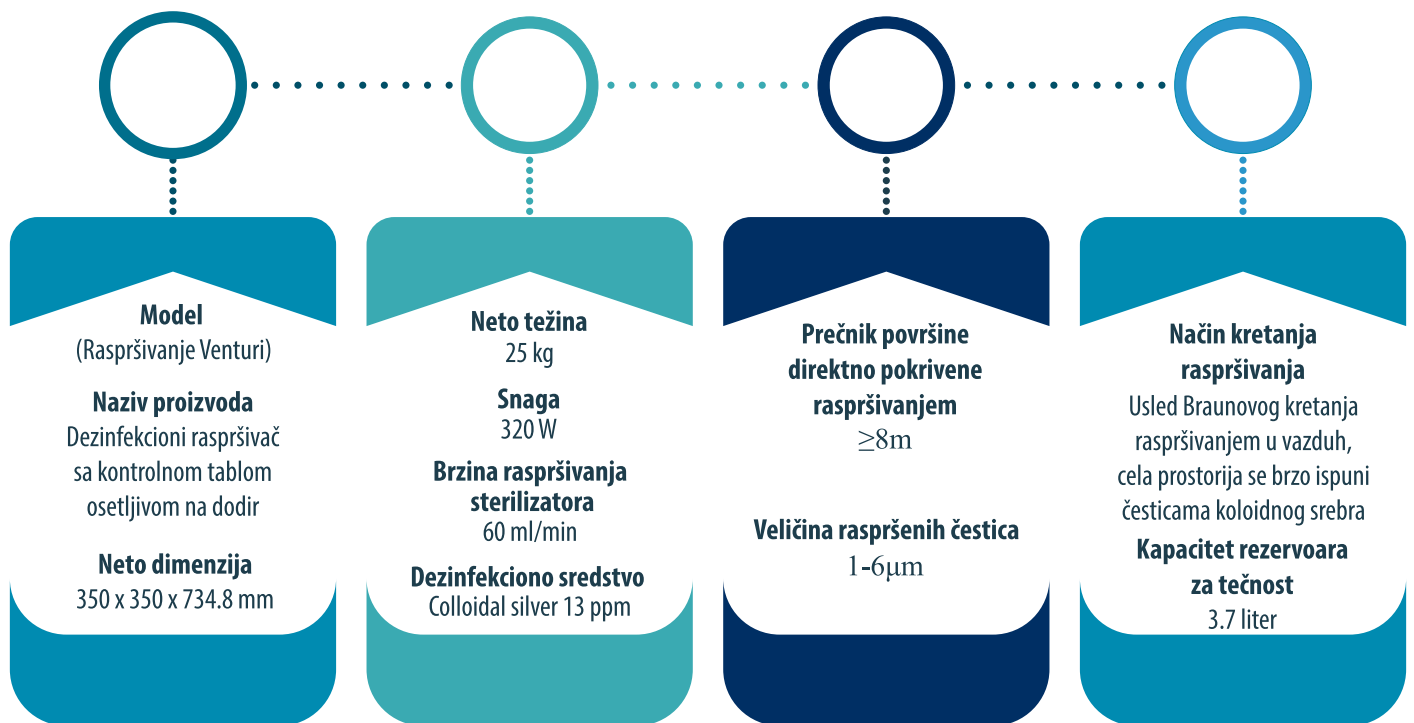 Model
(Raspršivanje Venturi)
Naziv proizvoda
Dezinfekcioni raspršivač
sa kontrolnom tablom
osetljivom na dodir
Neto dimenzija
350 x 350 x 734.8 mm
Neto težina
25 kg
Snaga
320 W
Brzina raspršivanja
sterilizatora
60 ml/min
Dezinfekciono sredstvo
Colloidal silver 13 ppm
Prečnik površine
direktno pokrivene
raspršivanjem
≥8m
Veličina raspršenih čestica
1-6μm
Način kretanja
raspršivanja
Usled Braunovog kretanja
raspršivanjem u vazduh,
cela prostorija se brzo ispuni
česticama koloidnog srebra
Kapacitet rezervoara
za tečnost
3.7 liter